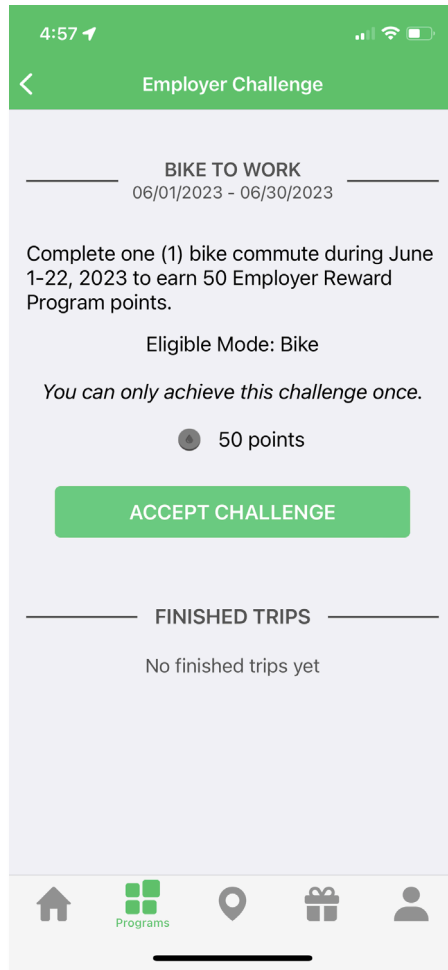 4:57
Employer Challenge
BIKE TO WORK
06/01/2023 - 06/30/2023
Complete one (1) bike commute during June
1-22, 2023 to earn 50 Employer Reward
Program points.
Eligible Mode: Bike
You can only achieve this challenge once.
50 points
ACCEPT CHALLENGE
FINISHED TRIPS
No finished trips yet
Programs